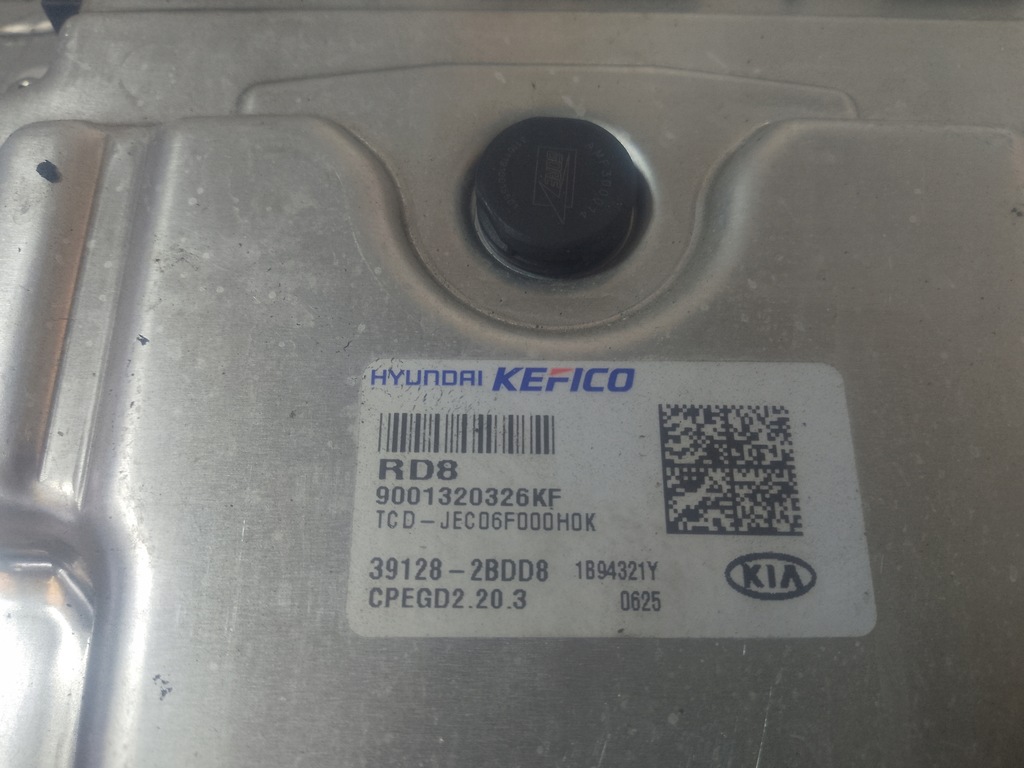 HYUNDAI KEFICO
RD8
9001320326KF
TCD-JEC06F000H0K
39128-2BDD8 1B94321Y
CPEGD2.20.3 0625
KIA